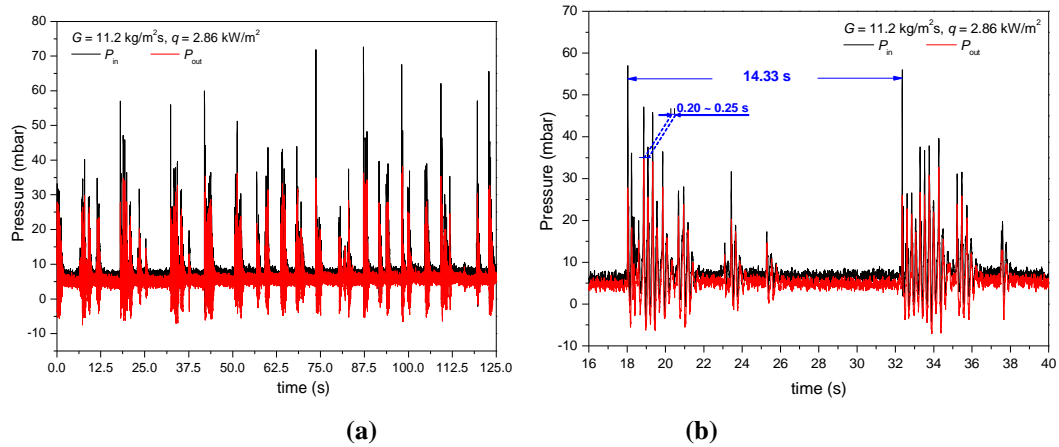 G = 11.2 kg/m²s, q = 2.86 kW/m²
P_in P_out
80
70
60
50
40
30
20
10
0
-10
Pressure (mbar)
0.0 12.5 25.0 37.5 50.0 62.5 75.0 87.5 100.0 112.5 125.0
time (s)
(a)
G = 11.2 kg/m²s, q = 2.86 kW/m²
P_in P_out
14.33 s
0.20 ~ 0.25 s
70
60
50
40
30
20
10
0
-10
Pressure (mbar)
16 18 20 22 24 26 28 30 32 34 36 38 40
time (s)
(b)